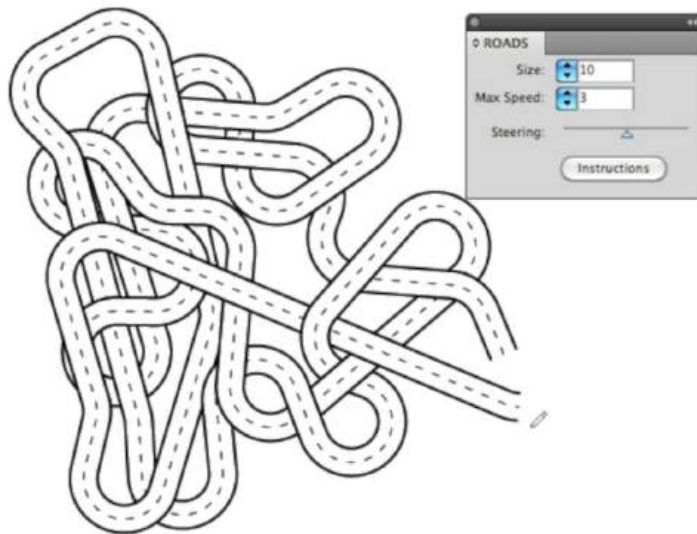 ROADS
Size: 10
Max Speed: 3
Steering:
Instructions